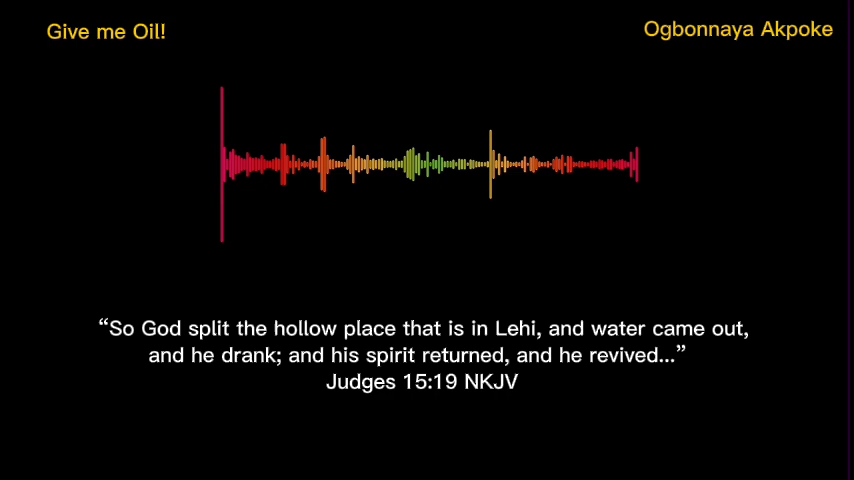 Give me Oil!
Ogbonnaya Akpoke
“So God split the hollow place that is in Lehi, and water came out,
and he drank; and his spirit returned, and he revived...”
Judges 15:19 NKJV